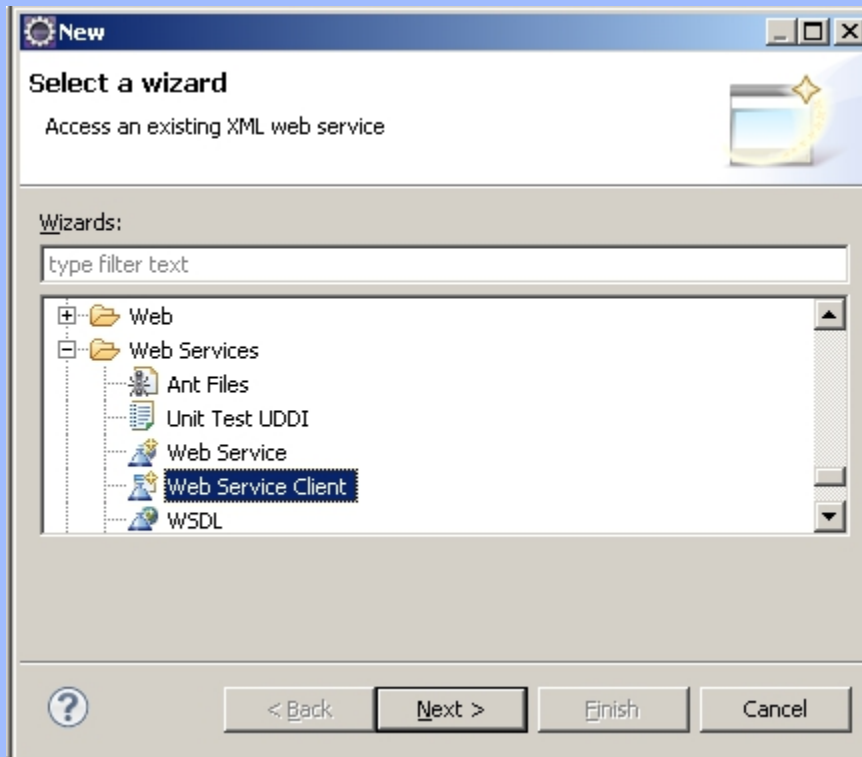 New
Select a wizard
Access an existing XML web service
Wizards:
type filter text
Web
Web Services
Ant Files
Unit Test UDDI
Web Service
Web Service Client
WSDL
?
< Back
Next >
Finish
Cancel